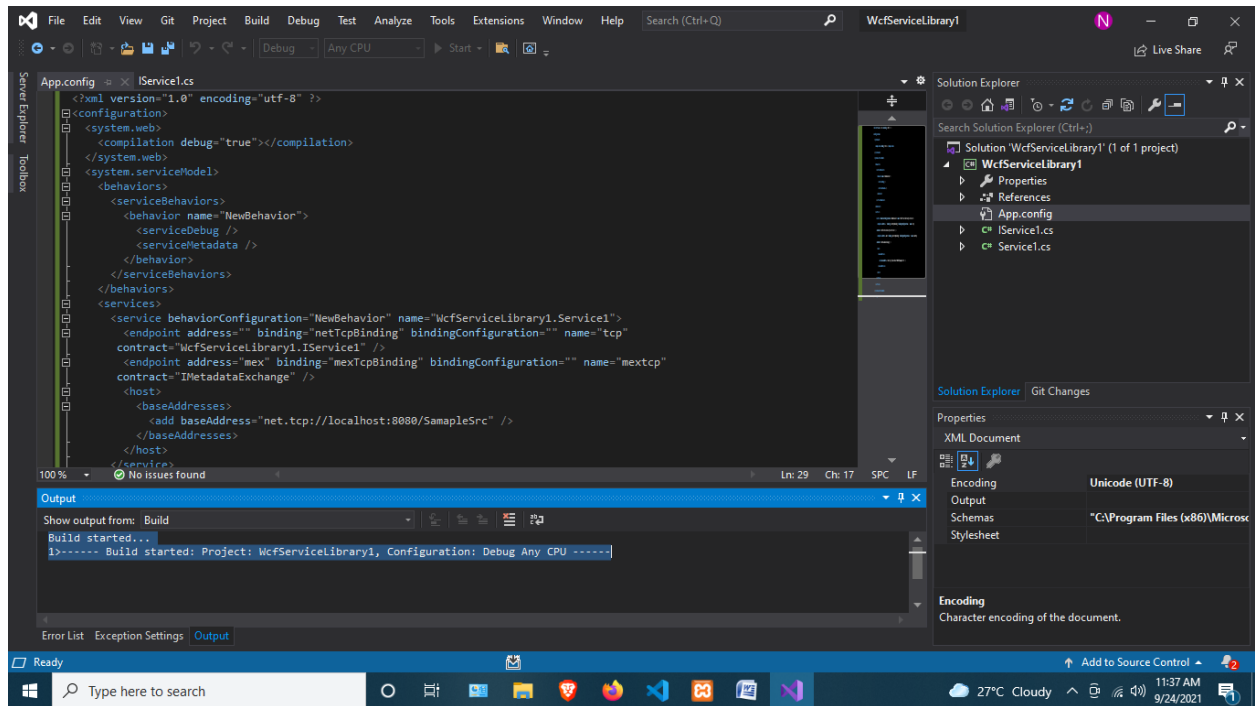 File Edit View Git Project Build Debug Test Analyze Tools Extensions Window Help Search (Ctrl+Q) WcfServiceLibrary1 N
Debug Any CPU Start Live Share
Server Explorer
Toolbox
App.config IService1.cs
<?xml version="1.0" encoding="utf-8" ?>
<configuration>
<system.web>
<compilation debug="true"></compilation>
</system.web>
<system.serviceModel>
<behaviors>
<serviceBehaviors>
<behavior name="NewBehavior">
<serviceDebug />
<serviceMetadata />
</behavior>
</serviceBehaviors>
</behaviors>
<services>
<service behaviorConfiguration="NewBehavior" name="WcfServiceLibrary1.Service1">
<endpoint address="" binding="netTcpBinding" bindingConfiguration="" name="tcp"
contract="WcfServiceLibrary1.IService1" />
<endpoint address="mex" binding="mexTcpBinding" bindingConfiguration="" name="mextcp"
contract="IMetadataExchange" />
<host>
<baseAddresses>
<add baseAddress="net.tcp://localhost:8080/SamapleSrc" />
</baseAddresses>
</host>
</service>
100 % No issues found Ln: 29 Ch: 17 SPC LF
Output
Show output from: Build
Build started...
1>------ Build started: Project: WcfServiceLibrary1, Configuration: Debug Any CPU ------
Error List Exception Settings Output
Solution Explorer
Search Solution Explorer (Ctrl+;)
Solution 'WcfServiceLibrary1' (1 of 1 project)
C# WcfServiceLibrary1
Properties
References
App.config
C# IService1.cs
C# Service1.cs
Solution Explorer Git Changes
Properties
XML Document
Encoding Unicode (UTF-8)
Output
Schemas "C:\Program Files (x86)\Microsc
Stylesheet
Encoding
Character encoding of the document.
Ready Add to Source Control 2
Type here to search 27°C Cloudy 11:37 AM
9/24/2021 1